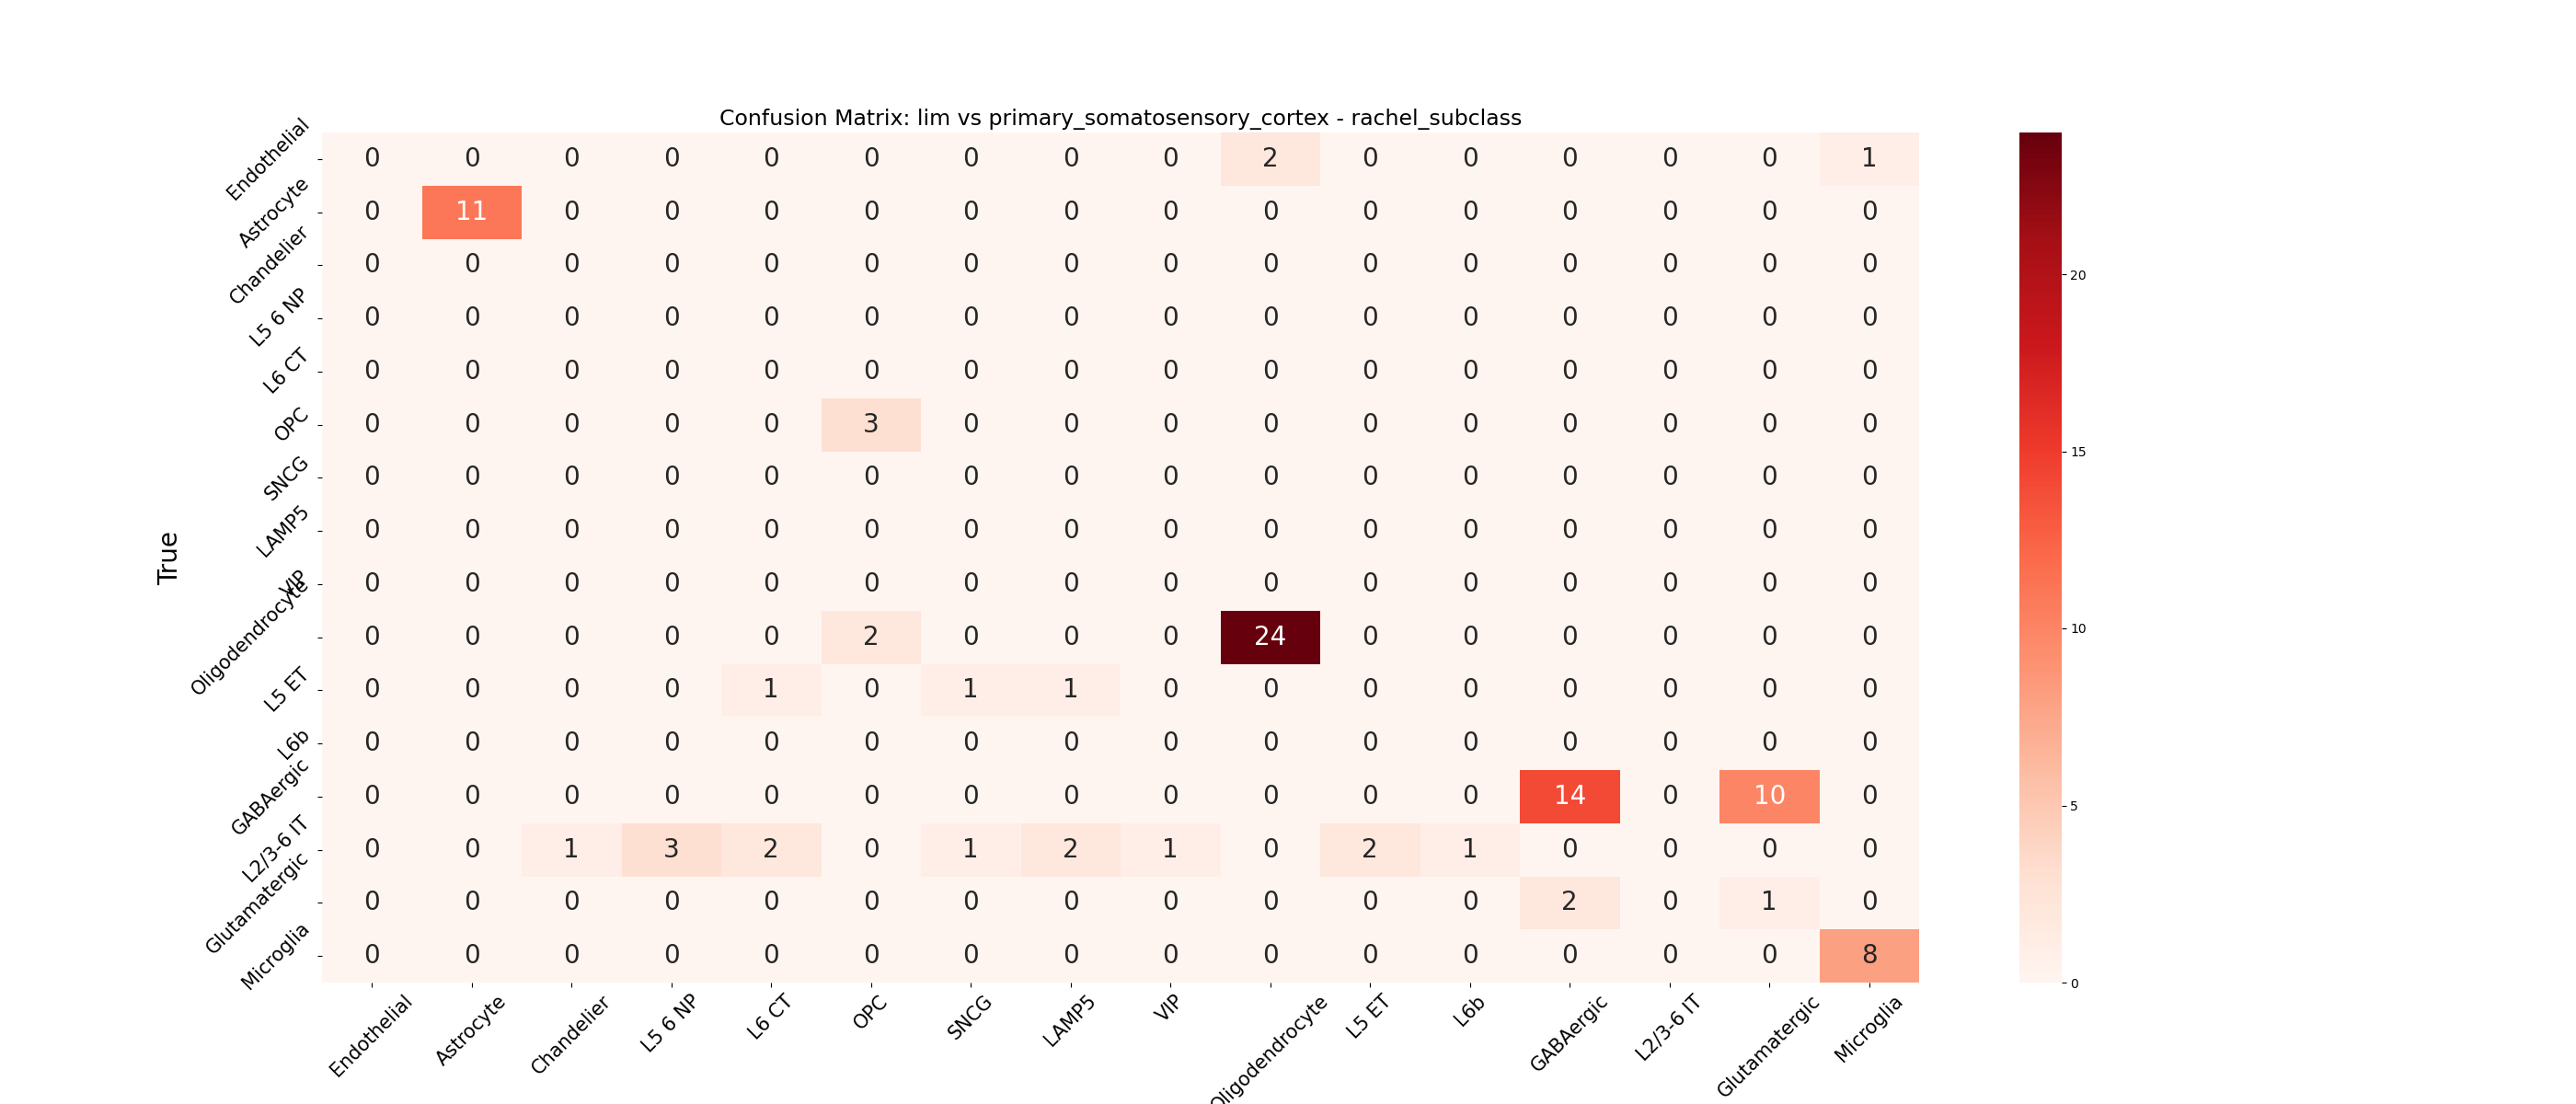 Confusion Matrix: lim vs primary_somatosensory_cortex - rachel_subclass
True
Endothelial 0 0 0 0 0 0 0 0 0 2 0 0 0 0 0 1
Astrocyte 0 11 0 0 0 0 0 0 0 0 0 0 0 0 0 0
Chandelier 0 0 0 0 0 0 0 0 0 0 0 0 0 0 0 0
L5 6 NP 0 0 0 0 0 0 0 0 0 0 0 0 0 0 0 0
L6 CT 0 0 0 0 0 0 0 0 0 0 0 0 0 0 0 0
OPC 0 0 0 0 0 3 0 0 0 0 0 0 0 0 0 0
SNCG 0 0 0 0 0 0 0 0 0 0 0 0 0 0 0 0
LAMP5 0 0 0 0 0 0 0 0 0 0 0 0 0 0 0 0
VIP 0 0 0 0 0 0 0 0 0 0 0 0 0 0 0 0
Oligodendrocyte 0 0 0 0 0 2 0 0 0 24 0 0 0 0 0 0
L5 ET 0 0 0 0 1 0 1 1 0 0 0 0 0 0 0 0
L6b 0 0 0 0 0 0 0 0 0 0 0 0 0 0 0 0
GABAergic 0 0 0 0 0 0 0 0 0 0 0 0 14 0 10 0
L2/3-6 IT 0 0 1 3 2 0 1 2 1 0 2 1 0 0 0 0
Glutamatergic 0 0 0 0 0 0 0 0 0 0 0 0 2 0 1 0
Microglia 0 0 0 0 0 0 0 0 0 0 0 0 0 0 0 8
Endothelial Astrocyte Chandelier L5 6 NP L6 CT OPC SNCG LAMP5 VIP Oligodendrocyte L5 ET L6b GABAergic L2/3-6 IT Glutamatergic Microglia
20
15
10
5
0